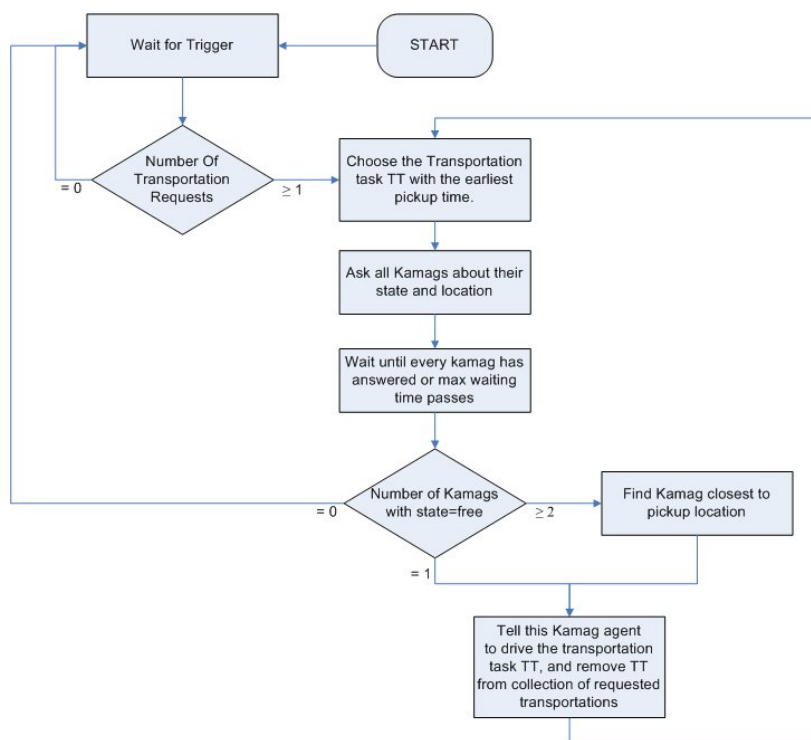 Wait for Trigger
START
Number Of
Transportation
Requests
= 0
≥ 1
Choose the Transportation
task TT with the earliest
pickup time.
Ask all Kamags about their
state and location
Wait until every kamag has
answered or max waiting
time passes
Number of Kamags
with state=free
= 0
≥ 2
= 1
Find Kamag closest to
pickup location
Tell this Kamag agent
to drive the transportation
task TT, and remove TT
from collection of requested
transportations